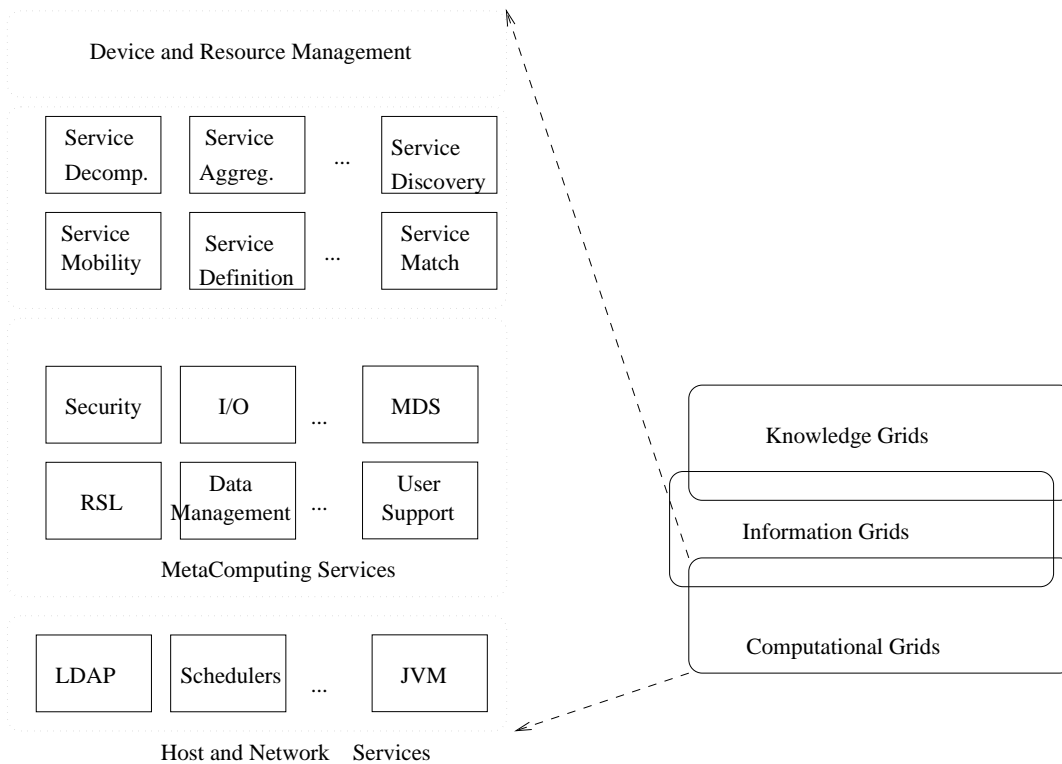 Device and Resource Management
Service
Decomp.
Service
Aggreg.
...
Service
Discovery
Service
Mobility
Service
Definition
...
Service
Match
Security
I/O
...
MDS
RSL
Data
Management
...
User
Support
MetaComputing Services
LDAP
Schedulers
...
JVM
Host and Network Services
Knowledge Grids
Information Grids
Computational Grids